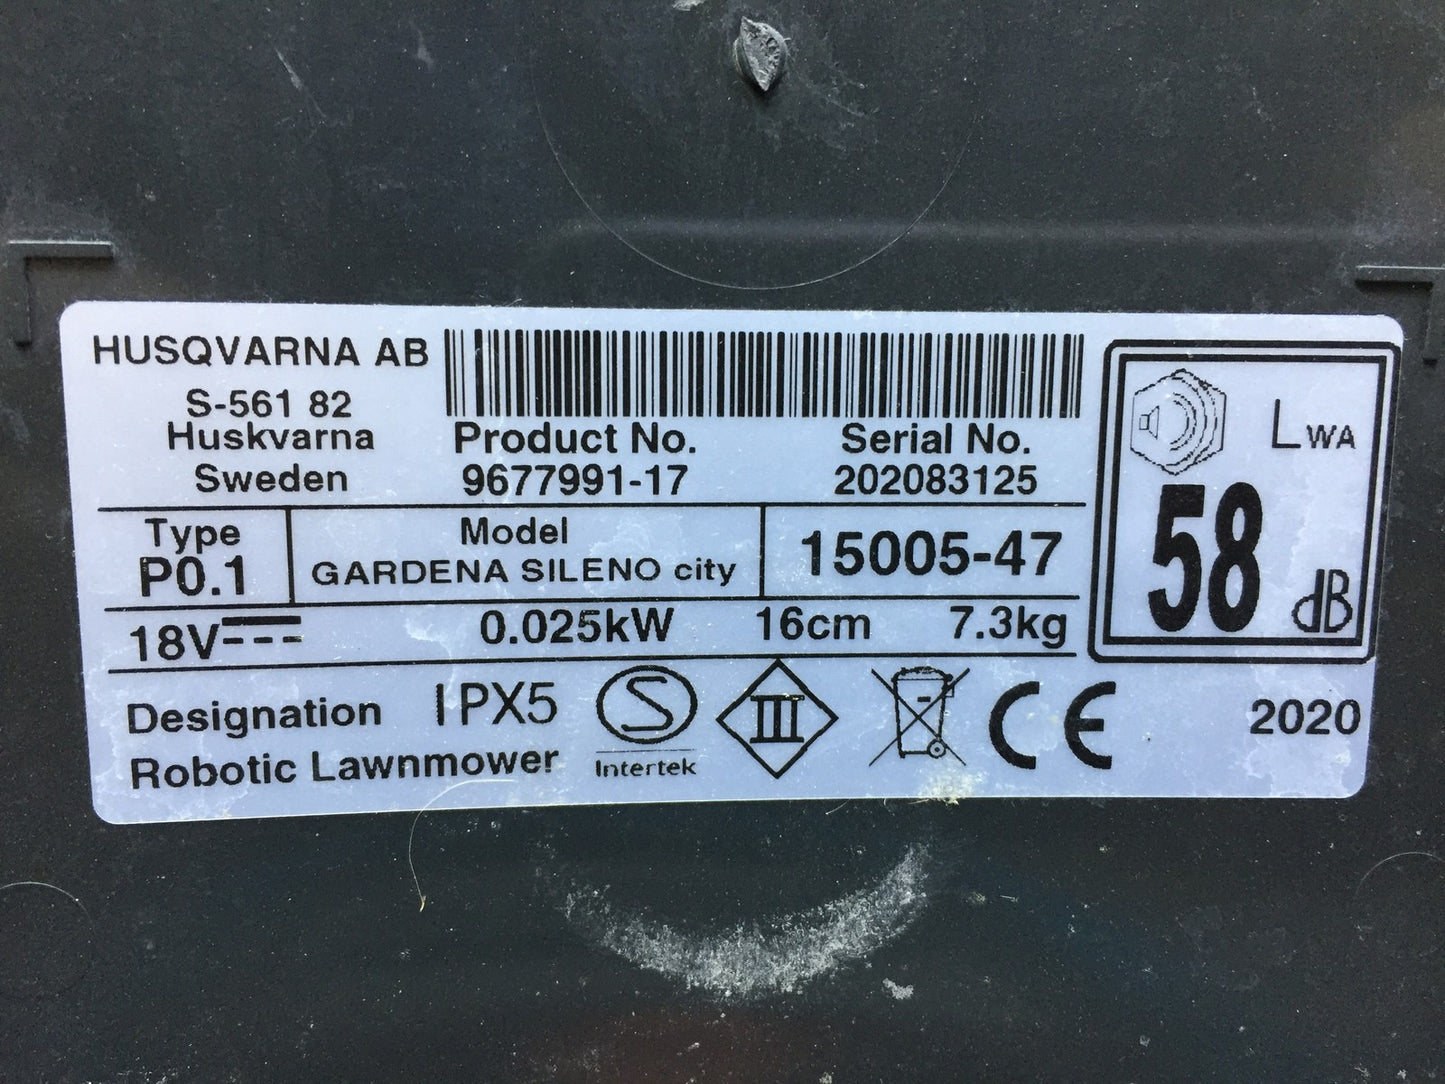 HUSQVARNA AB
S-561 82
Huskvarna
Sweden
Product No.
9677991-17
Serial No.
202083125
Type
P0.1
Model
GARDENA SILENO city
15005-47
18V
0.025kW
16cm
7.3kg
LWA
58
dB
Designation
Robotic Lawnmower
IPX5
S
Intertek
III
CE
2020